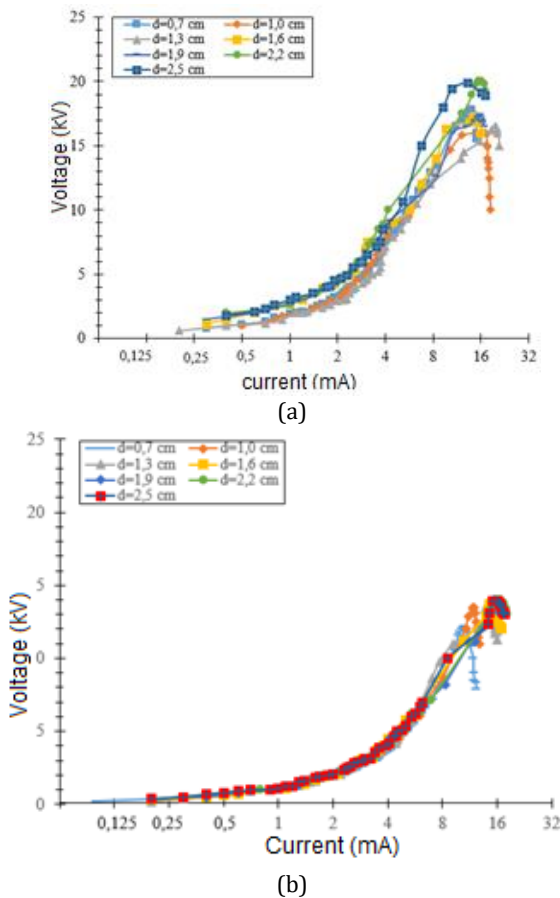 (a)
25
20
15
10
5
0
Voltage (kV)
d=0,7 cm d=1,0 cm
d=1,3 cm d=1,6 cm
d=1,9 cm d=2,2 cm
d=2,5 cm
0,125 0,25 0,5 1 2 4 8 16 32
current (mA)
(a)
25
20
5
0
5
0
Voltage (kV)
d=0,7 cm d=1,0 cm
d=1,3 cm d=1,6 cm
d=1,9 cm d=2,2 cm
d=2,5 cm
0,125 0,25 0,5 1 2 4 8 16 32
Current (mA)
(b)